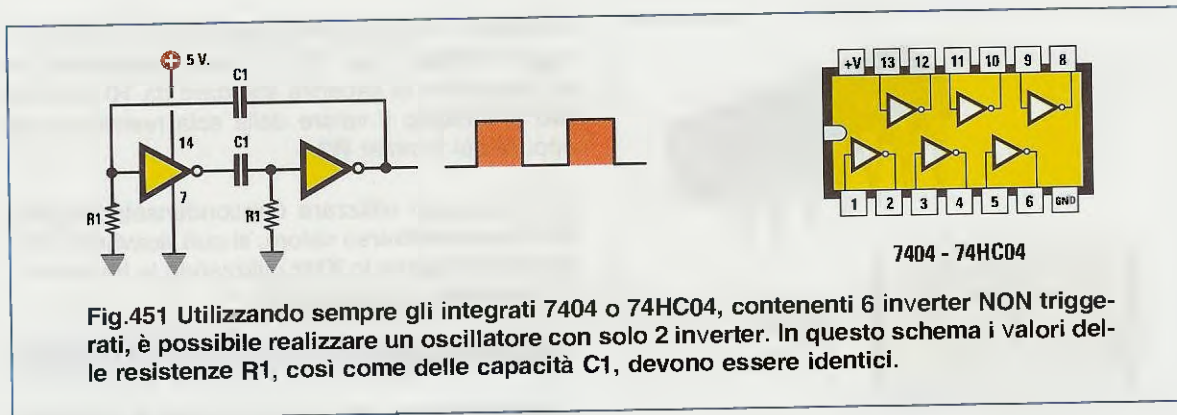 5 V.
C1
14
C1
7
R1
R1
+V 13 12 11 10 9 8
1 2 3 4 5 6 GND
7404 - 74HC04
Fig.451 Utilizzando sempre gli integrati 7404 o 74HC04, contenenti 6 inverter NON trigge-
rati, è possibile realizzare un oscillatore con solo 2 inverter. In questo schema i valori del-
le resistenze R1, così come delle capacità C1, devono essere identici.